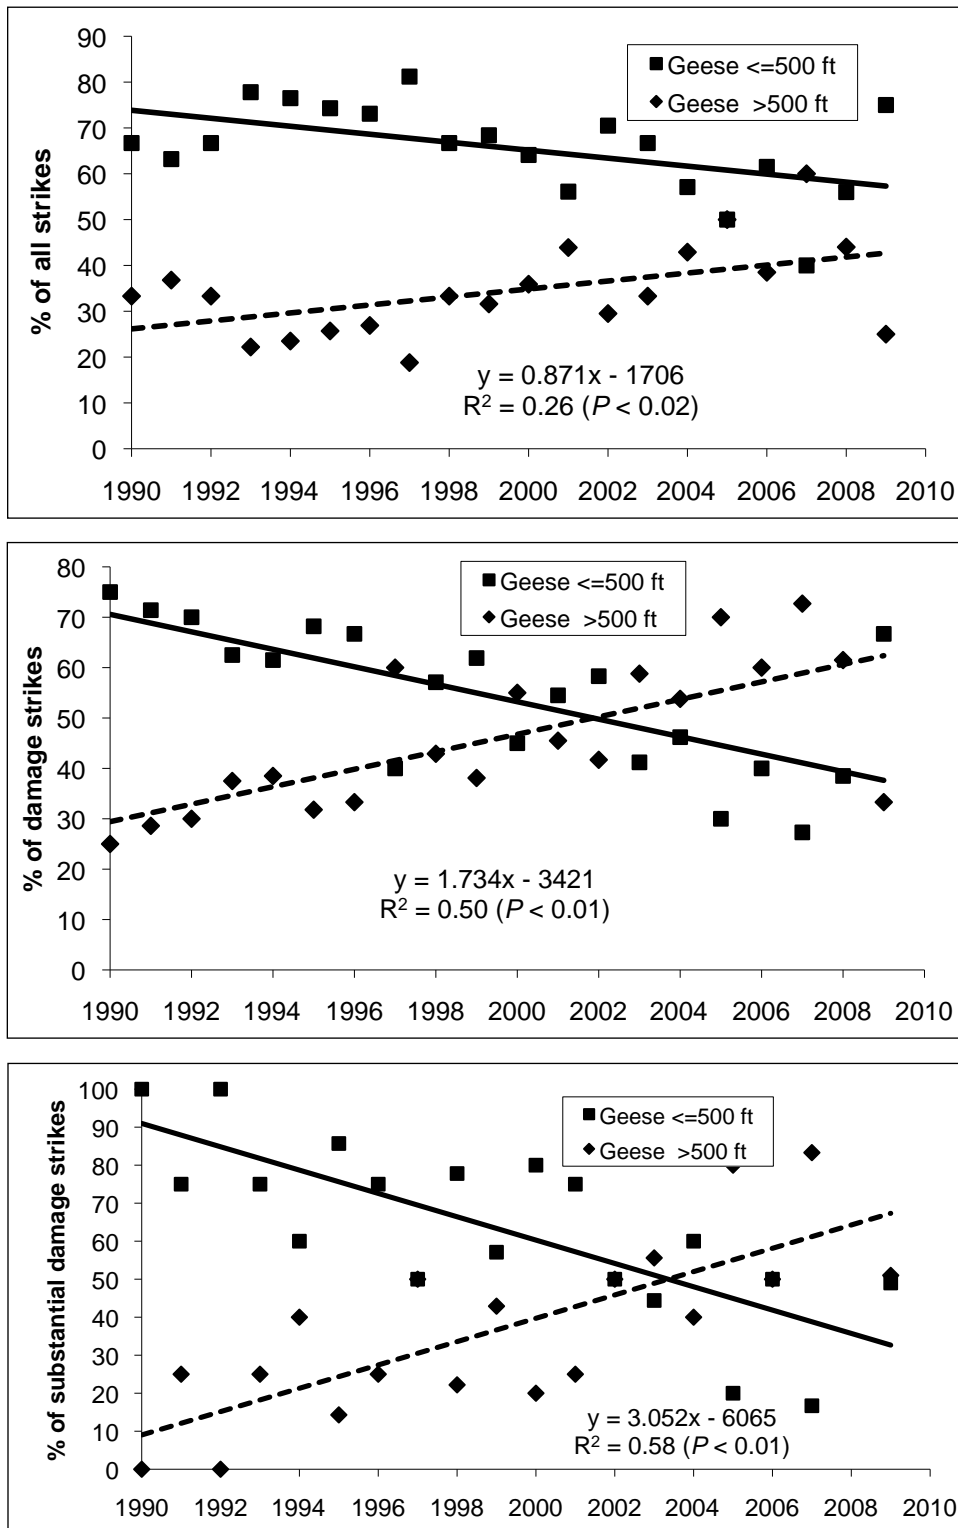 90
80
70
60
50
40
30
20
10
0
% of all strikes
Geese <=500 ft
Geese >500 ft
y = 0.871x - 1706
R² = 0.26 (P < 0.02)
1990 1992 1994 1996 1998 2000 2002 2004 2006 2008 2010
80
70
60
50
40
30
20
10
0
% of damage strikes
Geese <=500 ft
Geese >500 ft
y = 1.734x - 3421
R² = 0.50 (P < 0.01)
1990 1992 1994 1996 1998 2000 2002 2004 2006 2008 2010
100
90
80
70
60
50
40
30
20
10
0
% of substantial damage strikes
Geese <=500 ft
Geese >500 ft
y = 3.052x - 6065
R² = 0.58 (P < 0.01)
1990 1992 1994 1996 1998 2000 2002 2004 2006 2008 2010